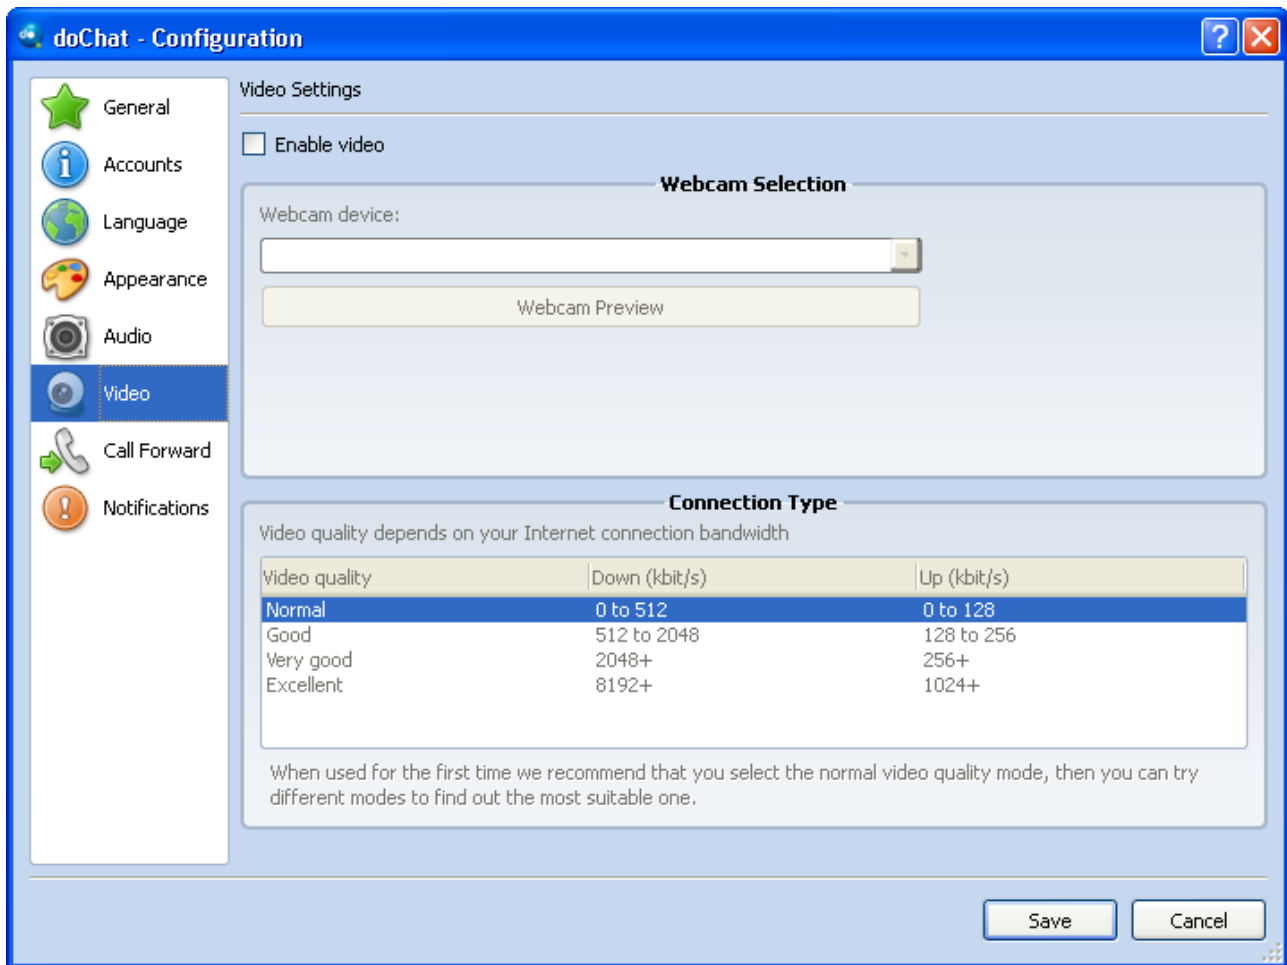 doChat - Configuration
General
Accounts
Language
Appearance
Audio
Video
Call Forward
Notifications
Video Settings
Enable video
Webcam Selection
Webcam device:
Webcam Preview
Connection Type
Video quality depends on your Internet connection bandwidth
Video quality Down (kbit/s) Up (kbit/s)
Normal 0 to 512 0 to 128
Good 512 to 2048 128 to 256
Very good 2048+ 256+
Excellent 8192+ 1024+
When used for the first time we recommend that you select the normal video quality mode, then you can try
different modes to find out the most suitable one.
Save Cancel